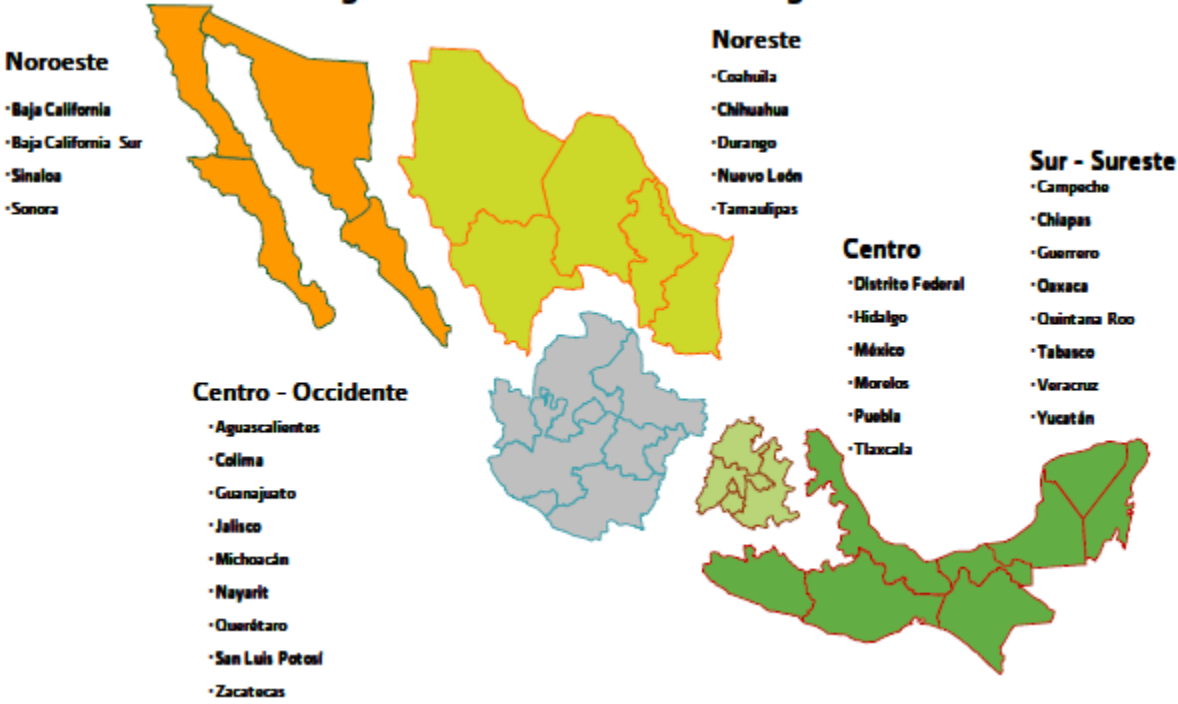 Noroeste
·Baja California
·Baja California Sur
·Sinaloa
·Sonora
Noreste
·Coahuila
·Chihuahua
·Durango
·Nuevo León
·Tamaulipas
Sur - Sureste
·Campeche
·Chiapas
·Guerrero
·Oaxaca
·Quintana Roo
·Tabasco
·Veracruz
·Yucatán
Centro
·Distrito Federal
·Hidalgo
·México
·Morelos
·Puebla
·Tlaxcala
Centro - Occidente
·Aguascalientes
·Colima
·Guanajuato
·Jalisco
·Michoacán
·Nayarit
·Querétaro
·San Luis Potosí
·Zacatecas